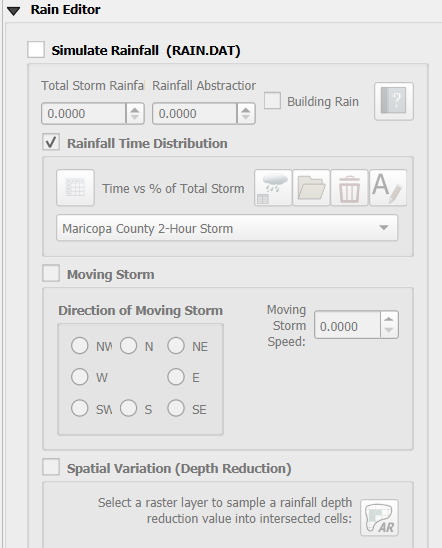 Rain Editor
Simulate Rainfall (RAIN.DAT)
Total Storm Rainfal Rainfall Abstraction
0.0000 0.0000 Building Rain
Rainfall Time Distribution
Time vs % of Total Storm
Maricopa County 2-Hour Storm
Moving Storm
Direction of Moving Storm
NW N NE
W E
SW S SE
Moving
Storm
Speed:
0.0000
Spatial Variation (Depth Reduction)
Select a raster layer to sample a rainfall depth
reduction value into intersected cells:
AR